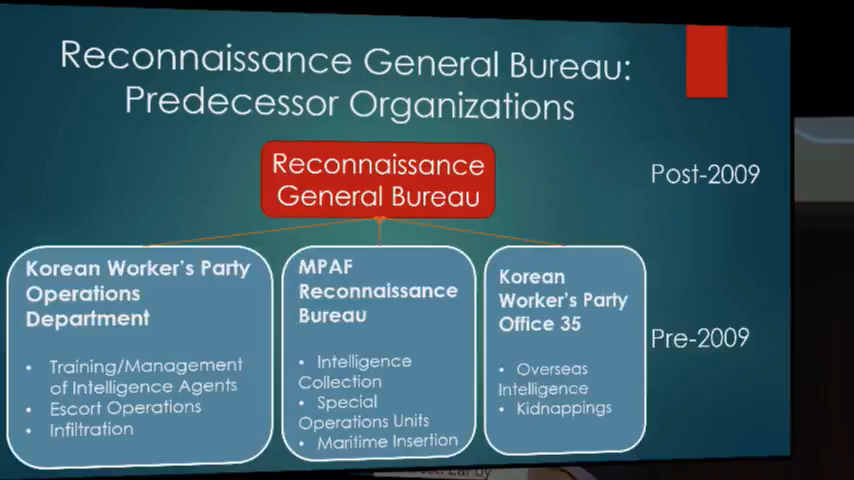 Reconnaissance General Bureau:
Predecessor Organizations
Reconnaissance
General Bureau
Post-2009
Korean Worker's Party
Operations
Department
• Training/Management
of Intelligence Agents
• Escort Operations
• Infiltration
MPAF
Reconnaissance
Bureau
• Intelligence
Collection
• Special
Operations Units
• Maritime Insertion
Korean
Worker's Party
Office 35
• Overseas
Intelligence
• Kidnappings
Pre-2009